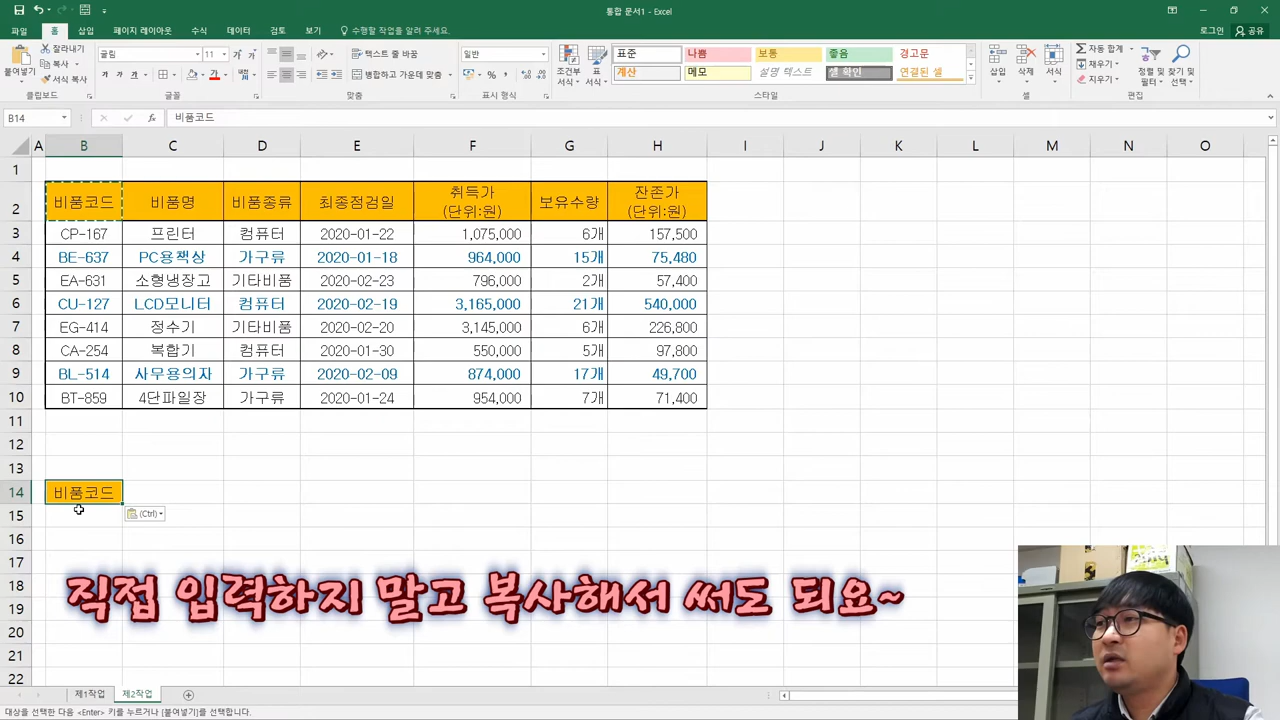 통합 문서1 - Excel
로그인 공유
파일 홈 삽입 페이지 레이아웃 수식 데이터 검토 보기 수행할 작업을 알려 주세요.
붙여넣기 잘라내기 복사 서식 복사 클립보드
굴림 11 가 가 가 가 가 글꼴
텍스트 줄 바꿈 병합하고 가운데 맞춤 맞춤
일반 % 표시 형식
조건부 서식 표 서식
표준 나쁨 보통 좋음 경고문
계산 메모 설명 텍스트 셀 확인 연결된 셀
스타일
삽입 삭제 서식 셀
자동 합계 채우기 지우기 정렬 및 필터 찾기 및 선택 편집
B14 fx 비품코드
A B C D E F G H I J K L M N O
1
2 비품코드 비품명 비품종류 최종점검일 취득가 (단위:원) 보유수량 잔존가 (단위:원)
3 CP-167 프린터 컴퓨터 2020-01-22 1,075,000 6개 157,500
4 BE-637 PC용책상 가구류 2020-01-18 964,000 15개 75,480
5 EA-631 소형냉장고 기타비품 2020-02-23 796,000 2개 57,400
6 CU-127 LCD모니터 컴퓨터 2020-02-19 3,165,000 21개 540,000
7 EG-414 정수기 기타비품 2020-02-20 3,145,000 6개 226,800
8 CA-254 복합기 컴퓨터 2020-01-30 550,000 5개 97,800
9 BL-514 사무용의자 가구류 2020-02-09 874,000 17개 49,700
10 BT-859 4단파일장 가구류 2020-01-24 954,000 7개 71,400
11
12
13
14 비품코드
15 (Ctrl)
16
17
18
직접 입력하지 말고 복사해서 써도 되요~
19
20
21
22
제1작업 제2작업
대상을 선택한 다음 <Enter> 키를 누르거나 [붙여넣기]를 선택합니다.